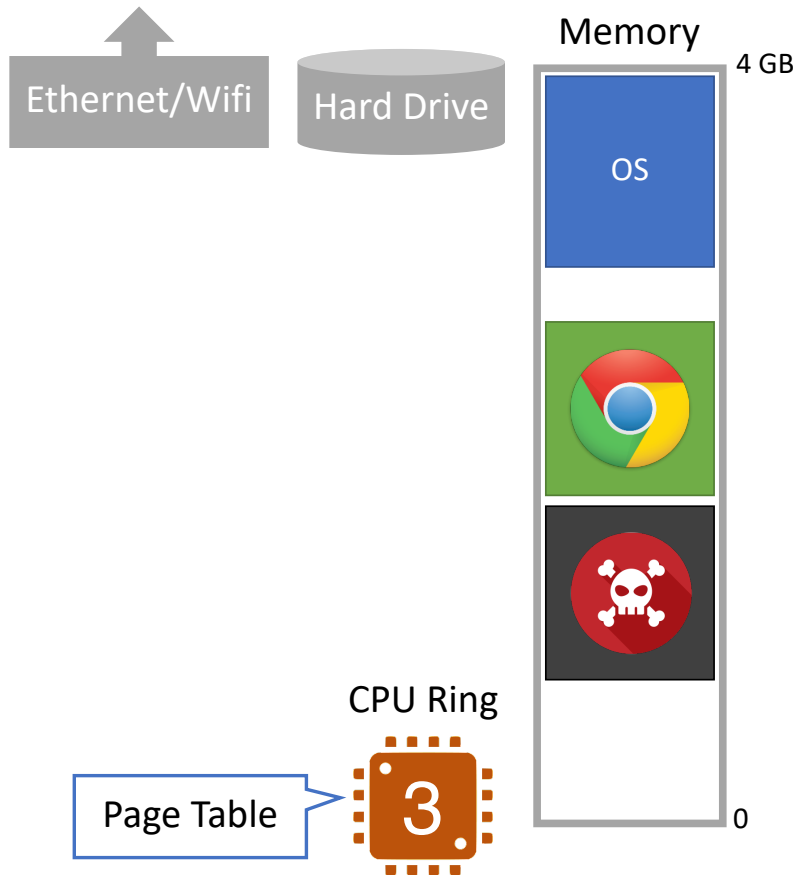 Memory
4 GB
Ethernet/Wifi
Hard Drive
OS
CPU Ring
3
Page Table
0